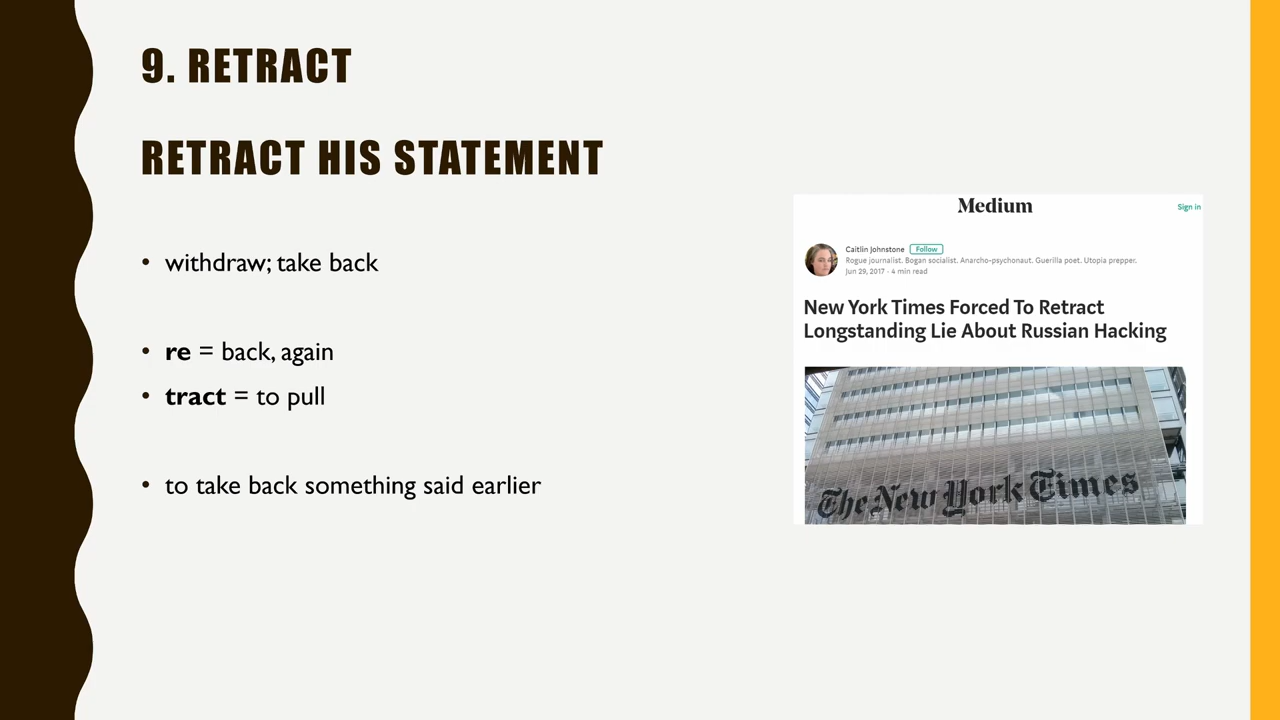 9. RETRACT
RETRACT HIS STATEMENT
• withdraw; take back
• re = back, again
• tract = to pull
• to take back something said earlier
Medium
Sign in
Caitlin Johnstone Follow
Rogue journalist. Bogan socialist. Anarcho-psychonaut. Guerilla poet. Utopia prepper.
Jun 29, 2017 · 4 min read
New York Times Forced To Retract
Longstanding Lie About Russian Hacking
The New York Times